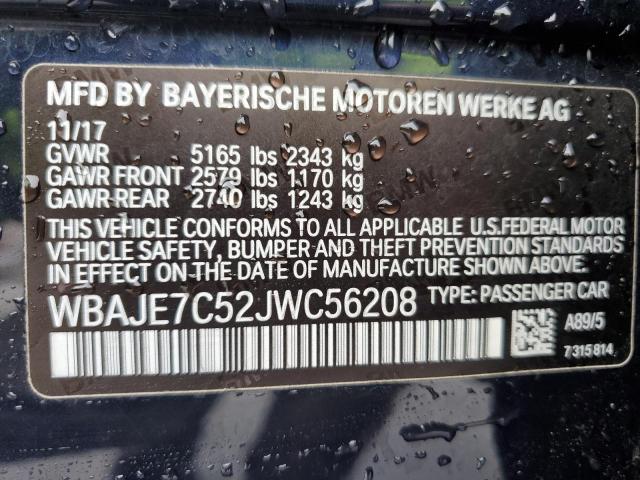 MFD BY BAYERISCHE MOTOREN WERKE AG
11/17
GVWR 5165 lbs 2343 kg
GAWR FRONT 2579 lbs 1170 kg
GAWR REAR 2740 lbs 1243 kg
THIS VEHICLE CONFORMS TO ALL APPLICABLE U.S.FEDERAL MOTOR
VEHICLE SAFETY, BUMPER AND THEFT PREVENTION STANDARDS
IN EFFECT ON THE DATE OF MANUFACTURE SHOWN ABOVE.
WBAJE7C52JWC56208 TYPE: PASSENGER CAR
A89/5
7315814